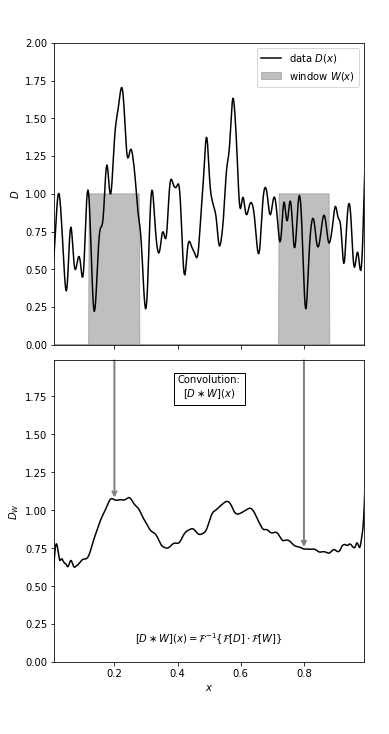 2.00
1.75
1.50
1.25
1.00
0.75
0.50
0.25
0.00
D
data D(x)
window W(x)
Convolution:
[D ∗ W](x)
1.75
1.50
1.25
1.00
0.75
0.50
0.25
0.00
D_W
[D ∗ W](x) = ℱ⁻¹{ℱ[D] · ℱ[W]}
0.2 0.4 0.6 0.8
x